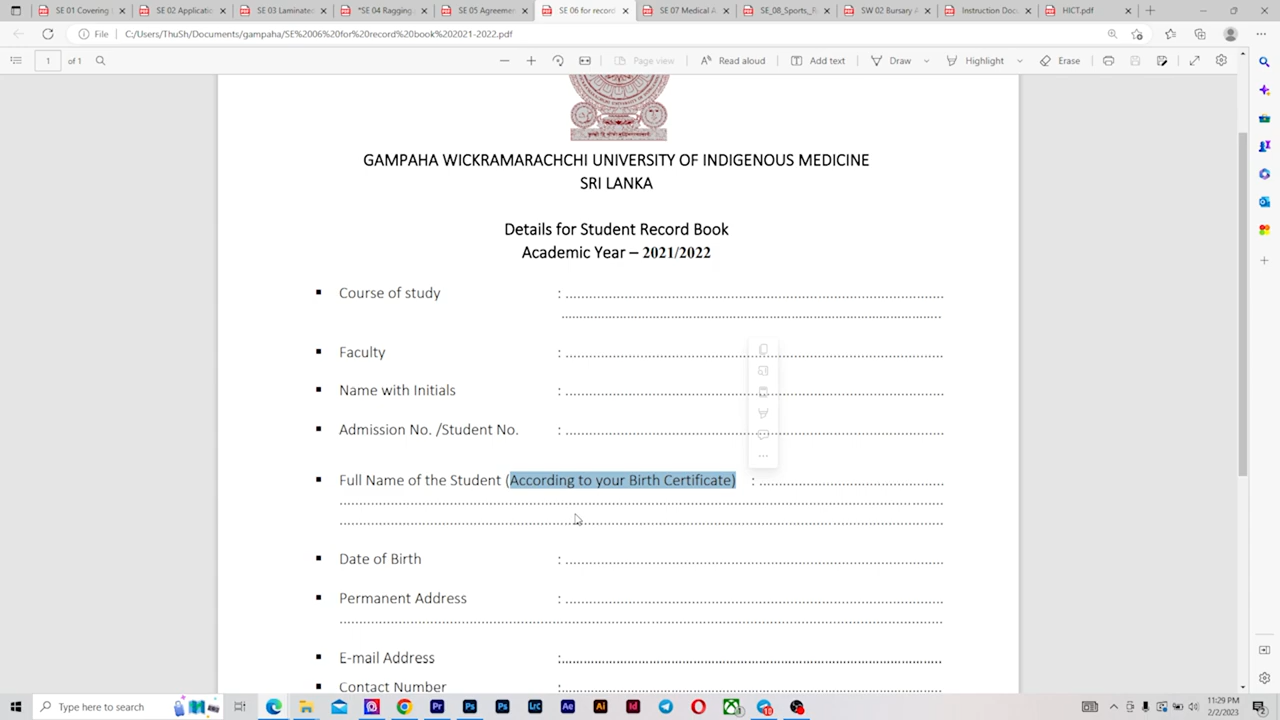 SE 01 Covering
SE 02 Applicatio
SE 03 Laminated
*SE 04 Ragging
SE 05 Agreemen
SE 06 for record
SE 07 Medical A
SE_08_Sports_R
SW 02 Bursary A
Instruction Doc
HICT.pdf
File
C:/Users/ThuSh/Documents/gampaha/SE%2006%20for%20record%20book%202021-2022.pdf
1 of 1
Page view
Read aloud
Add text
Draw
Highlight
Erase
GAMPAHA WICKRAMARACHCHI UNIVERSITY OF INDIGENOUS MEDICINE
SRI LANKA
Details for Student Record Book
Academic Year – 2021/2022
Course of study :
Faculty :
Name with Initials :
Admission No. /Student No. :
Full Name of the Student (According to your Birth Certificate) :
Date of Birth :
Permanent Address :
E-mail Address :
Contact Number :
Type here to search
11:29 PM
2/2/2023